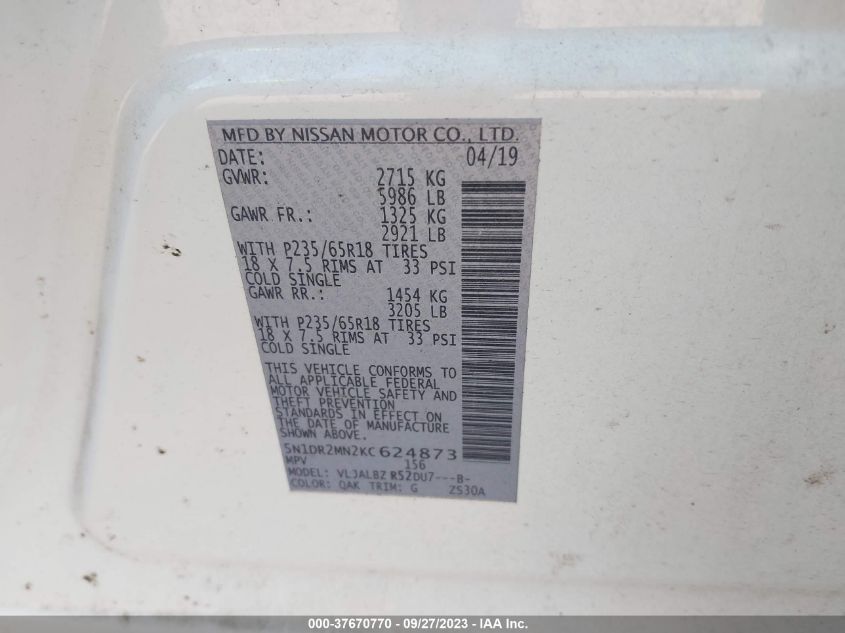 MFD BY NISSAN MOTOR CO., LTD.
DATE: 04/19
GVWR: 2715 KG
5986 LB
GAWR FR.: 1325 KG
2921 LB
WITH P235/65R18 TIRES
18 X 7.5 RIMS AT 33 PSI
COLD SINGLE
GAWR RR.: 1454 KG
3205 LB
WITH P235/65R18 TIRES
18 X 7.5 RIMS AT 33 PSI
COLD SINGLE
THIS VEHICLE CONFORMS TO
ALL APPLICABLE FEDERAL
MOTOR VEHICLE SAFETY AND
THEFT PREVENTION
STANDARDS IN EFFECT ON
THE DATE OF MANUFACTURE
SHOWN ABOVE.
5N1DR2MN2KC624873
MPV 156
MODEL: VLJALBZ R52DU7---B-
COLOR: QAK TRIM: G ZS30A
000-37670770 - 09/27/2023 - IAA Inc.